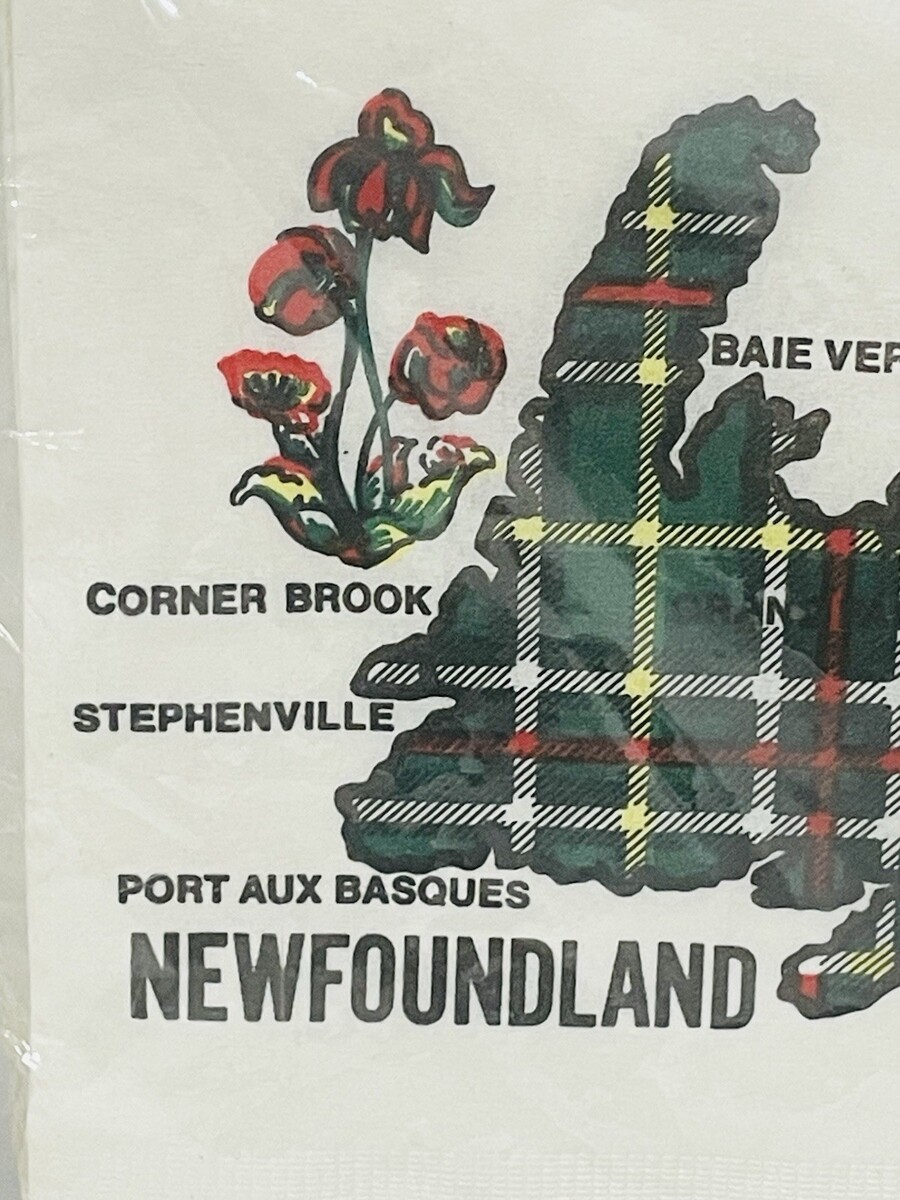 BAIE VER
CORNER BROOK
STEPHENVILLE
PORT AUX BASQUES
NEWFOUNDLAND